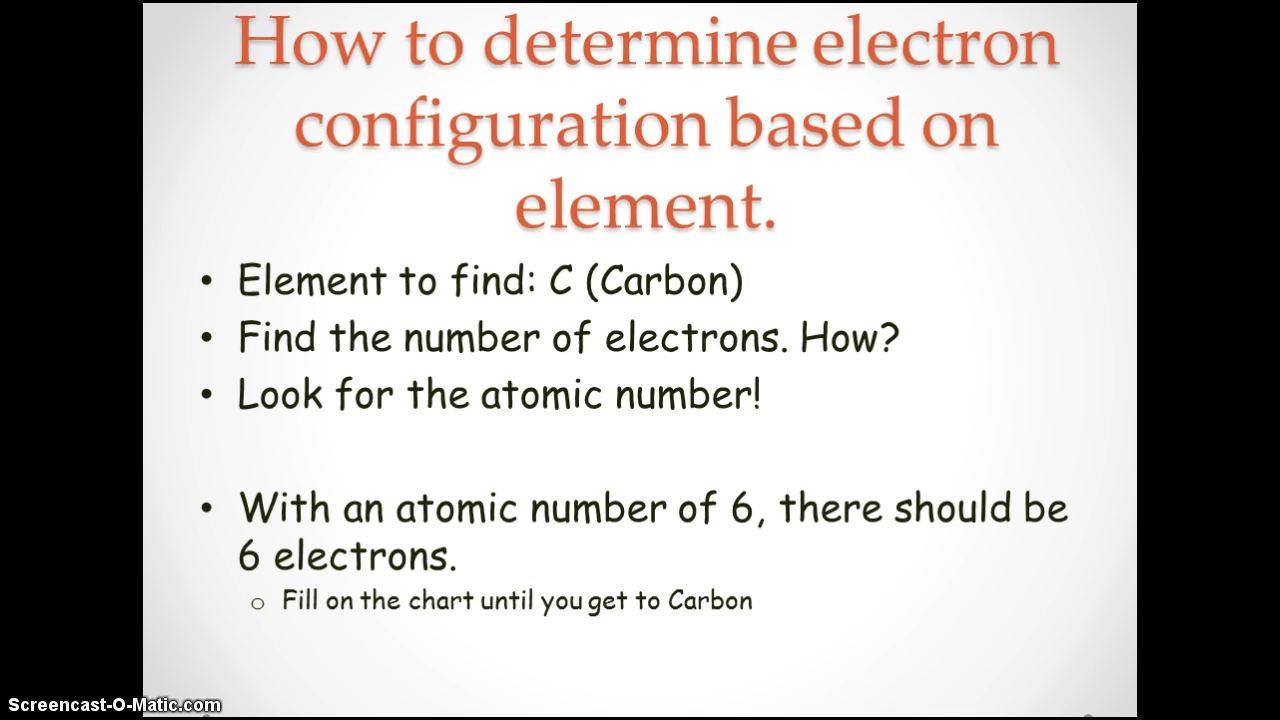 How to determine electron
configuration based on
element.
• Element to find: C (Carbon)
• Find the number of electrons. How?
• Look for the atomic number!
• With an atomic number of 6, there should be
6 electrons.
o Fill on the chart until you get to Carbon
Screencast-O-Matic.com